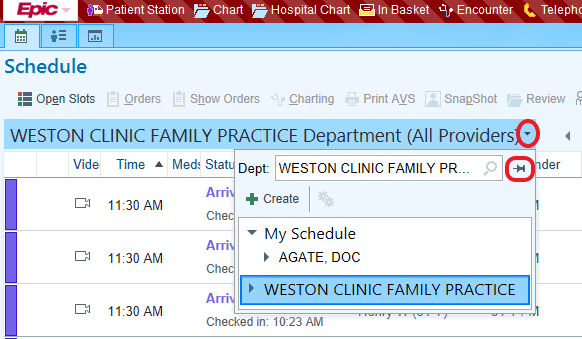 Epic Patient Station Chart Hospital Chart In Basket Encounter Telepho
Schedule
Open Slots Orders Show Orders Charting Print AVS SnapShot Review
WESTON CLINIC FAMILY PRACTICE Department (All Providers)
Vide Time Meds Statu nder
Dept: WESTON CLINIC FAMILY PR...
Create
Arriv
11:30 AM
Checked
My Schedule
AGATE, DOC
Arriv
11:30 AM
Checked
WESTON CLINIC FAMILY PRACTICE
Arriv
11:30 AM
Checked in: 10:23 AM